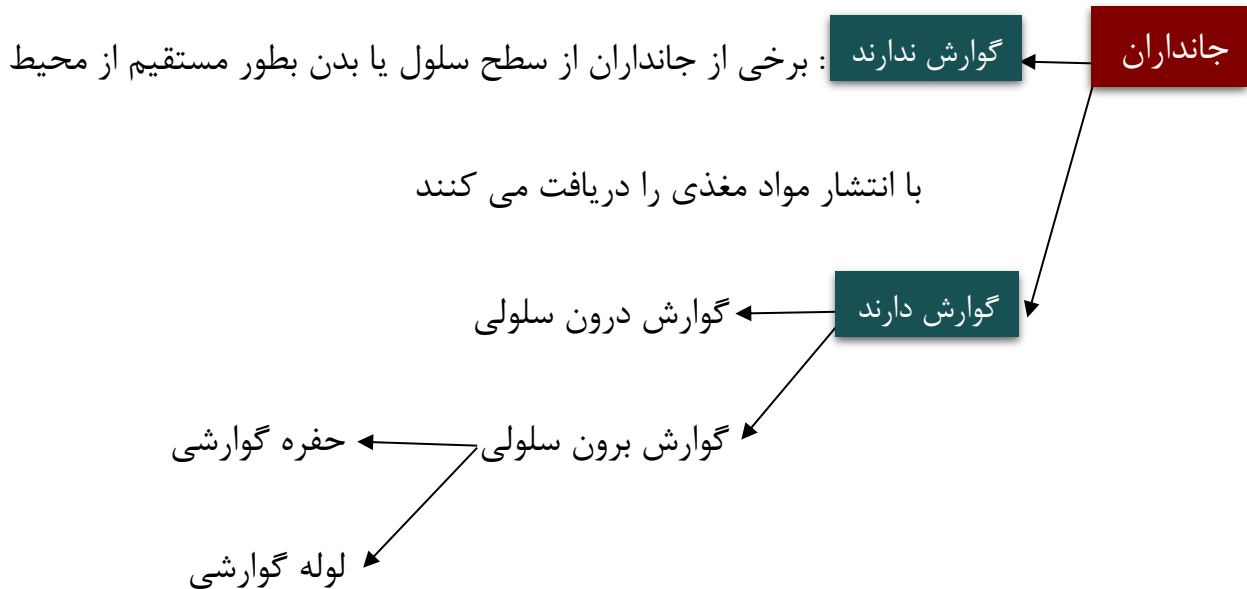 جانداران
گوارش ندارند : برخی از جانداران از سطح سلول یا بدن بطور مستقیم از محیط
با انتشار مواد مغذی را دریافت می کنند
گوارش دارند گوارش درون سلولی
گوارش برون سلولی حفره گوارشی
لوله گوارشی